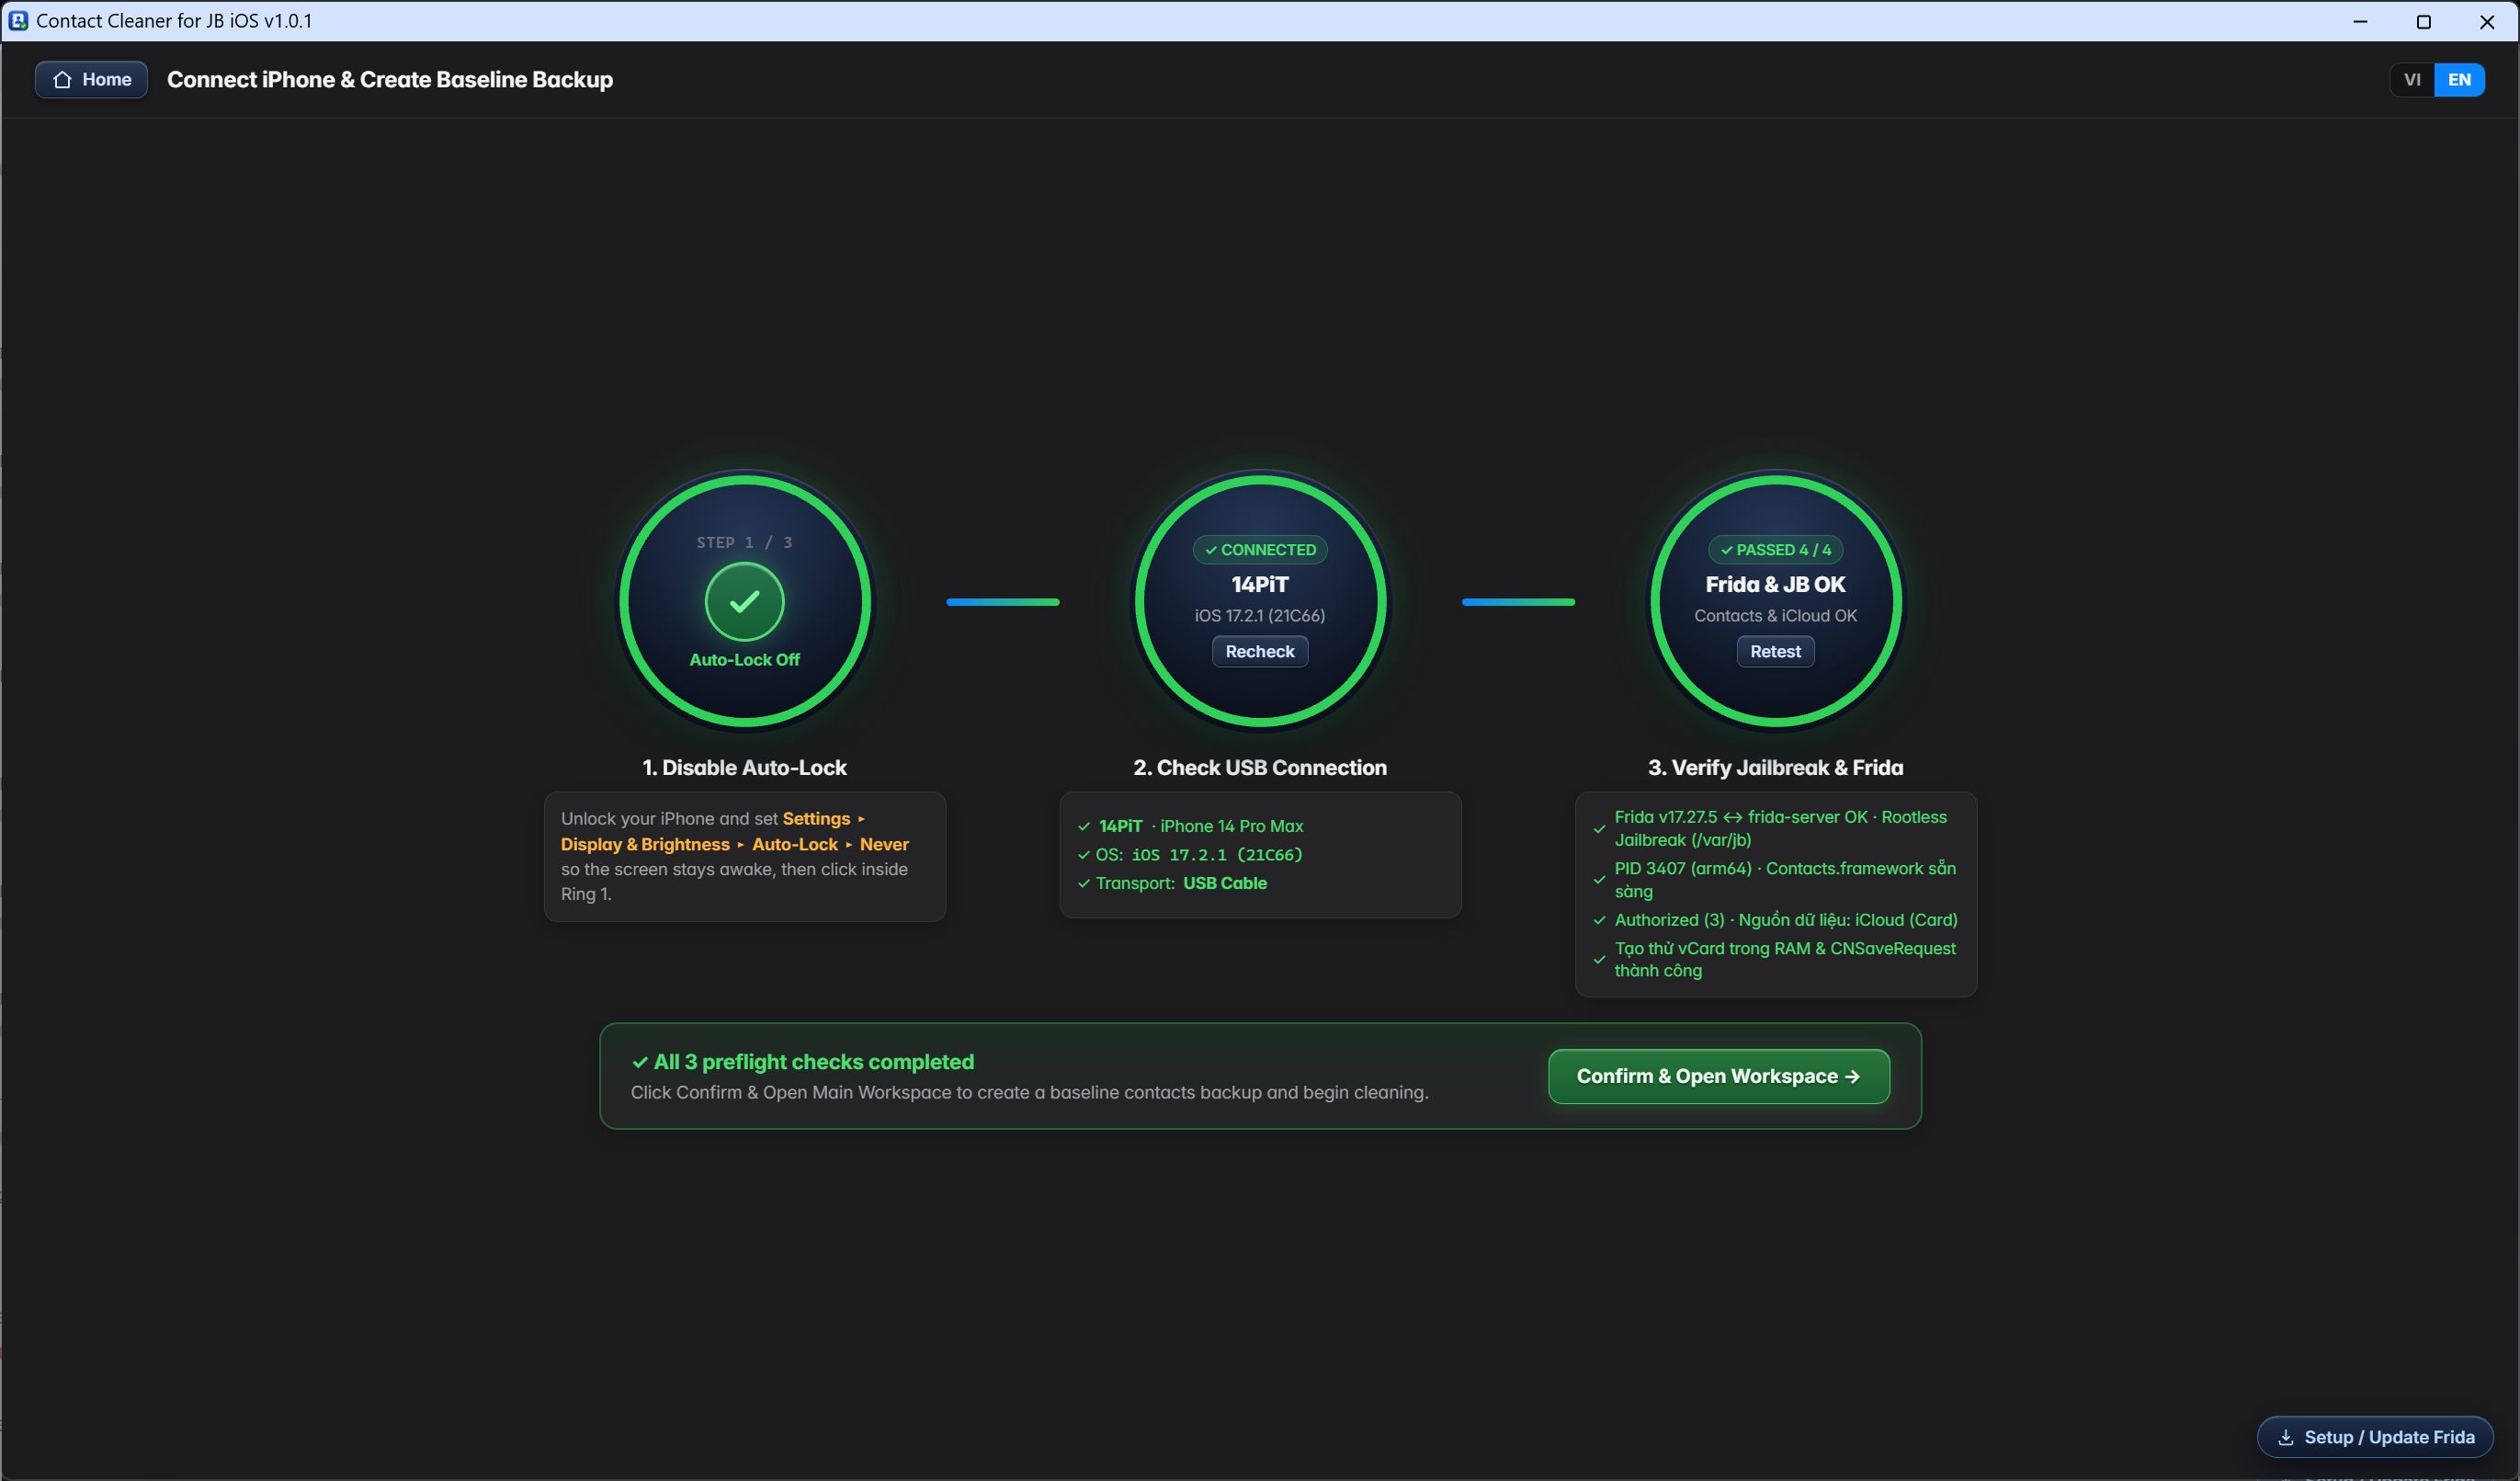 Contact Cleaner for JB iOS v1.0.1
Home
Connect iPhone & Create Baseline Backup
VI
EN
STEP 1 / 3
Auto-Lock Off
1. Disable Auto-Lock
Unlock your iPhone and set Settings ▸
Display & Brightness ▸ Auto-Lock ▸ Never
so the screen stays awake, then click inside
Ring 1.
✓ CONNECTED
14PiT
iOS 17.2.1 (21C66)
Recheck
2. Check USB Connection
✓ 14PiT · iPhone 14 Pro Max
✓ OS: iOS 17.2.1 (21C66)
✓ Transport: USB Cable
✓ PASSED 4 / 4
Frida & JB OK
Contacts & iCloud OK
Retest
3. Verify Jailbreak & Frida
✓ Frida v17.27.5 ↔ frida-server OK · Rootless
Jailbreak (/var/jb)
✓ PID 3407 (arm64) · Contacts.framework sẵn
sàng
✓ Authorized (3) · Nguồn dữ liệu: iCloud (Card)
✓ Tạo thử vCard trong RAM & CNSaveRequest
thành công
✓ All 3 preflight checks completed
Click Confirm & Open Main Workspace to create a baseline contacts backup and begin cleaning.
Confirm & Open Workspace →
Setup / Update Frida